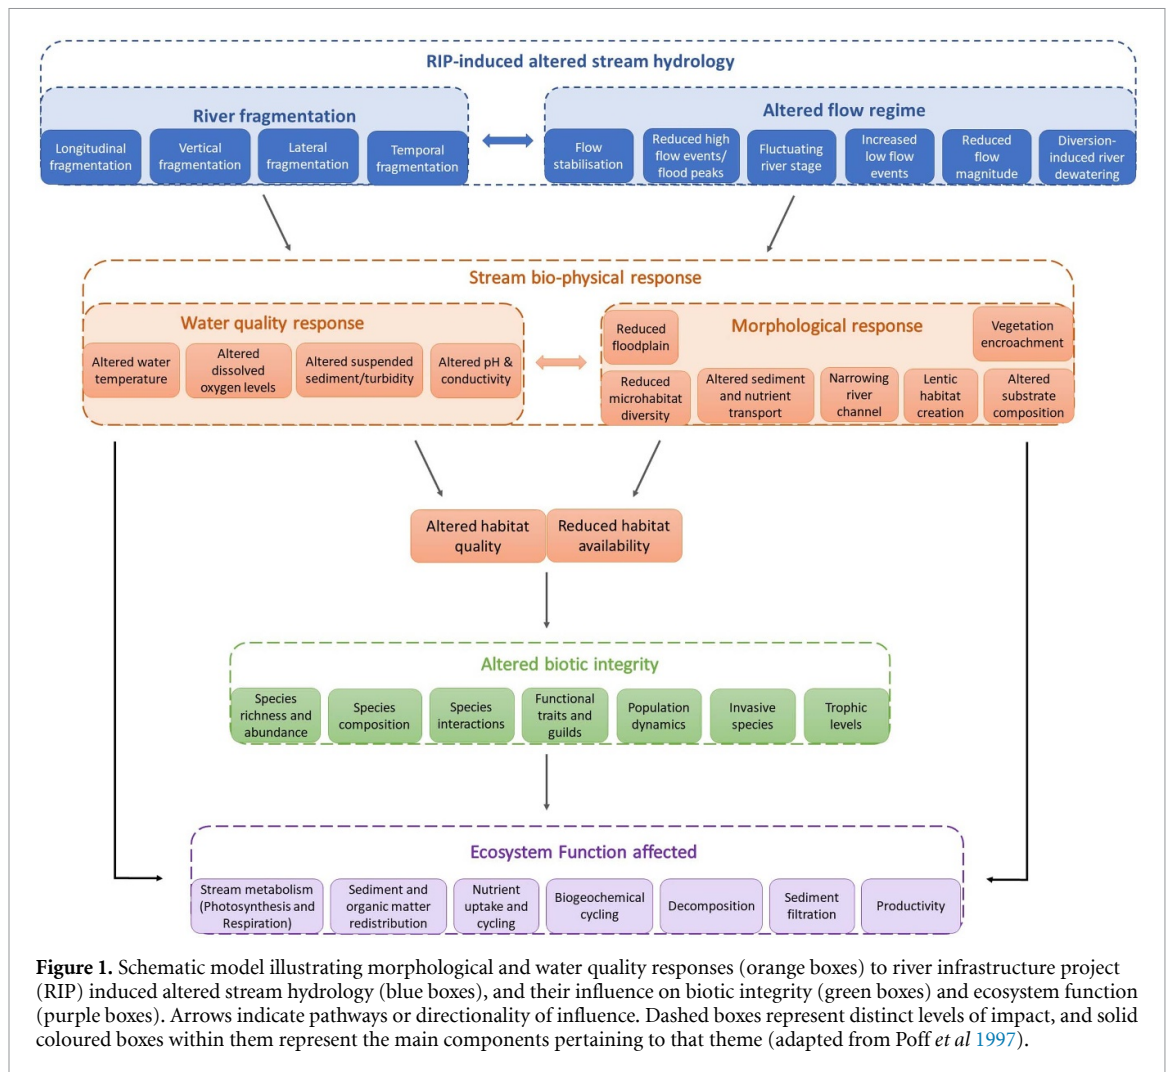 RIP-induced altered stream hydrology
River fragmentation
Longitudinal
fragmentation
Vertical
fragmentation
Lateral
fragmentation
Temporal
fragmentation
Altered flow regime
Flow
stabilisation
Reduced high
flow events/
flood peaks
Fluctuating
river stage
Increased
low flow
events
Reduced
flow
magnitude
Diversion-
induced river
dewatering
Stream bio-physical response
Water quality response
Altered water
temperature
Altered
dissolved
oxygen levels
Altered suspended
sediment/turbidity
Altered pH &
conductivity
Morphological response
Reduced
floodplain
Vegetation
encroachment
Reduced
microhabitat
diversity
Altered sediment
and nutrient
transport
Narrowing
river
channel
Lentic
habitat
creation
Altered
substrate
composition
Altered habitat
quality
Reduced habitat
availability
Altered biotic integrity
Species
richness and
abundance
Species
composition
Species
interactions
Functional
traits and
guilds
Population
dynamics
Invasive
species
Trophic
levels
Ecosystem Function affected
Stream metabolism
(Photosynthesis and
Respiration)
Sediment and
organic matter
redistribution
Nutrient
uptake and
cycling
Biogeochemical
cycling
Decomposition
Sediment
filtration
Productivity
Figure 1. Schematic model illustrating morphological and water quality responses (orange boxes) to river infrastructure project
(RIP) induced altered stream hydrology (blue boxes), and their influence on biotic integrity (green boxes) and ecosystem function
(purple boxes). Arrows indicate pathways or directionality of influence. Dashed boxes represent distinct levels of impact, and solid
coloured boxes within them represent the main components pertaining to that theme (adapted from Poff et al 1997).